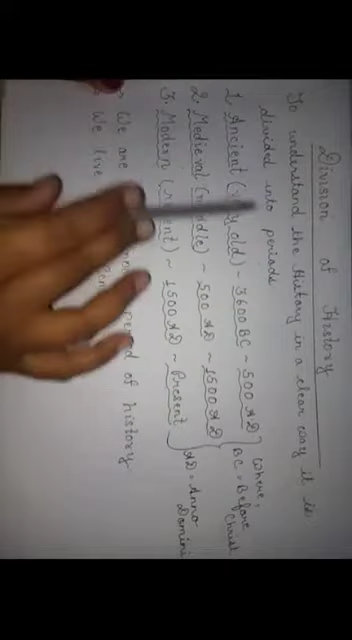 Division of History
To understand the History in a clear way it is
divided into periods
1. Ancient (very old) ~ 3600 BC ~ 500 AD
2. Medieval (middle) ~ 500 AD ~ 1500 AD
3. Modern (recent) ~ 1500 AD ~ Present
where,
BC = Before
Christ
AD = Anno
Domini
We are period of history
We live